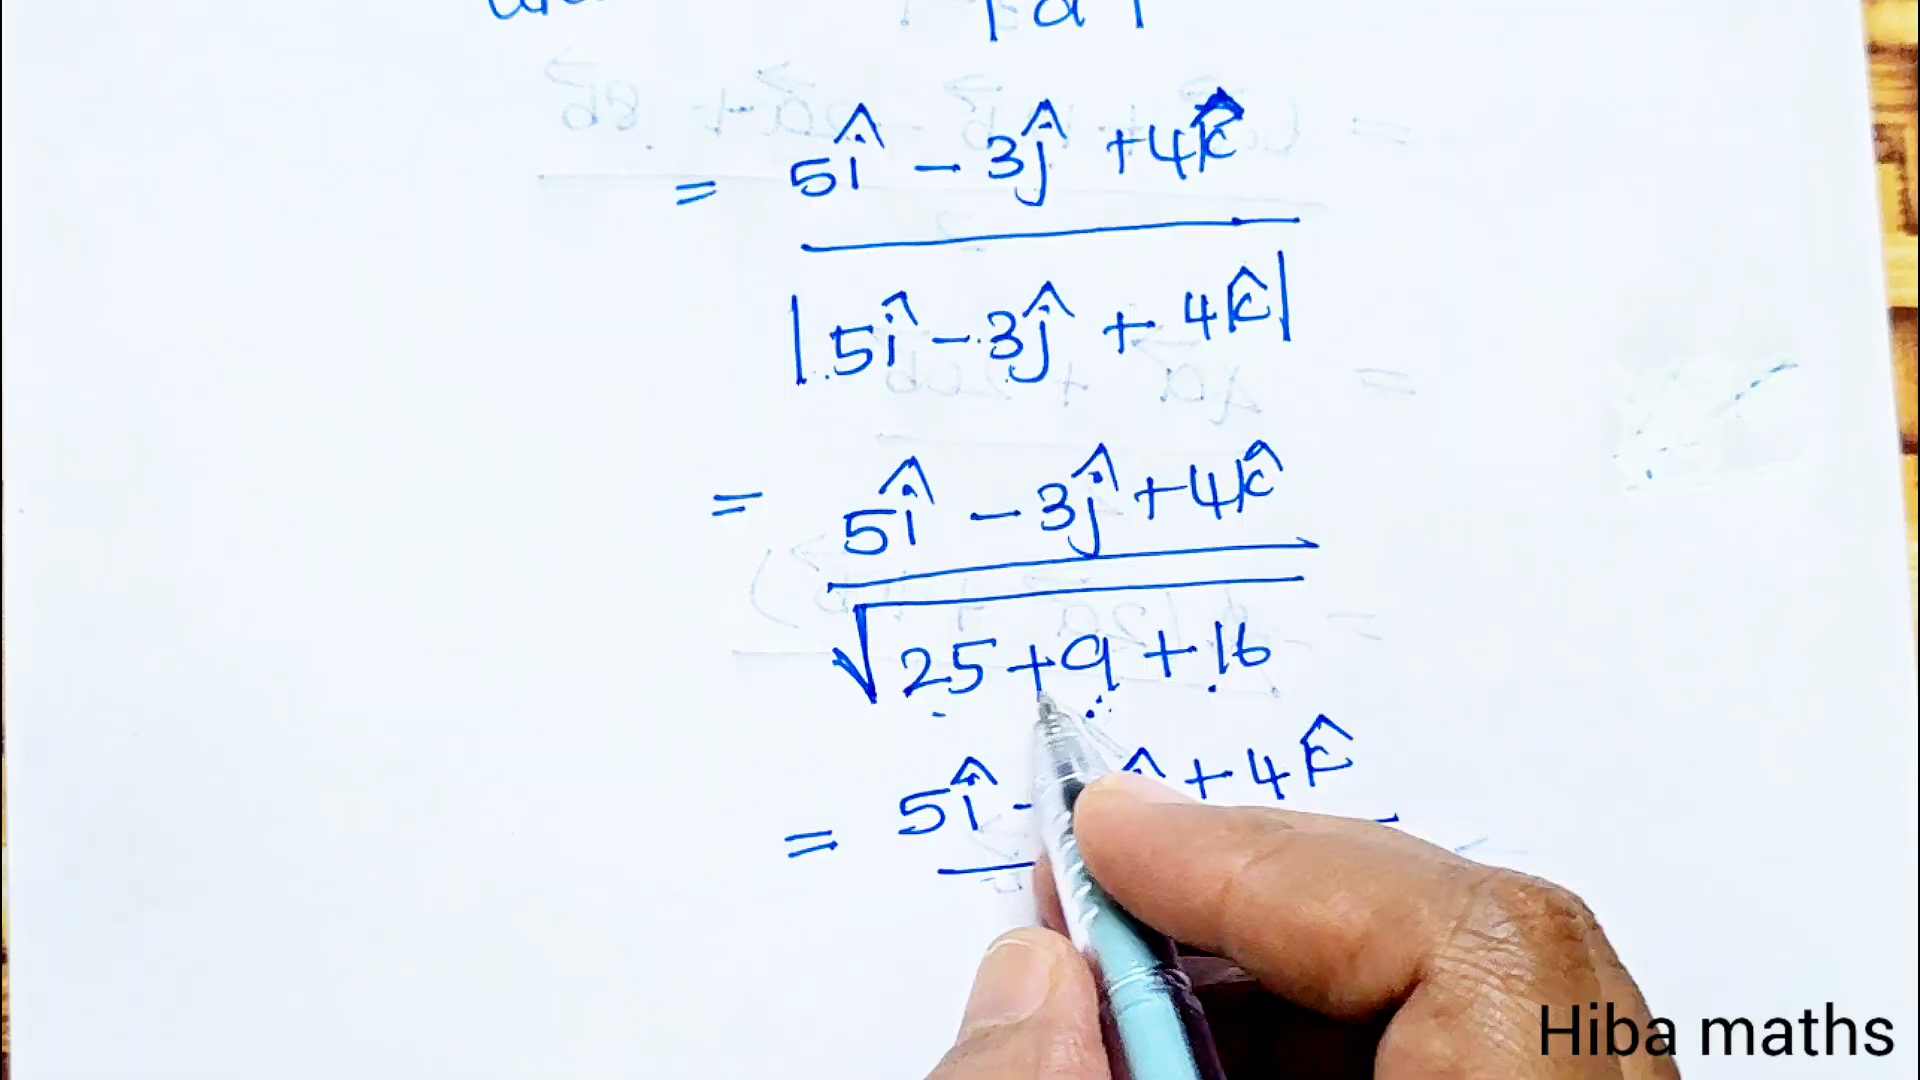 |a|
= 5î - 3ĵ + 4k̂
|5î - 3ĵ + 4k̂|
= 5î - 3ĵ + 4k̂
√25 + 9 + 16
= 5î - + 4k̂
Hiba maths